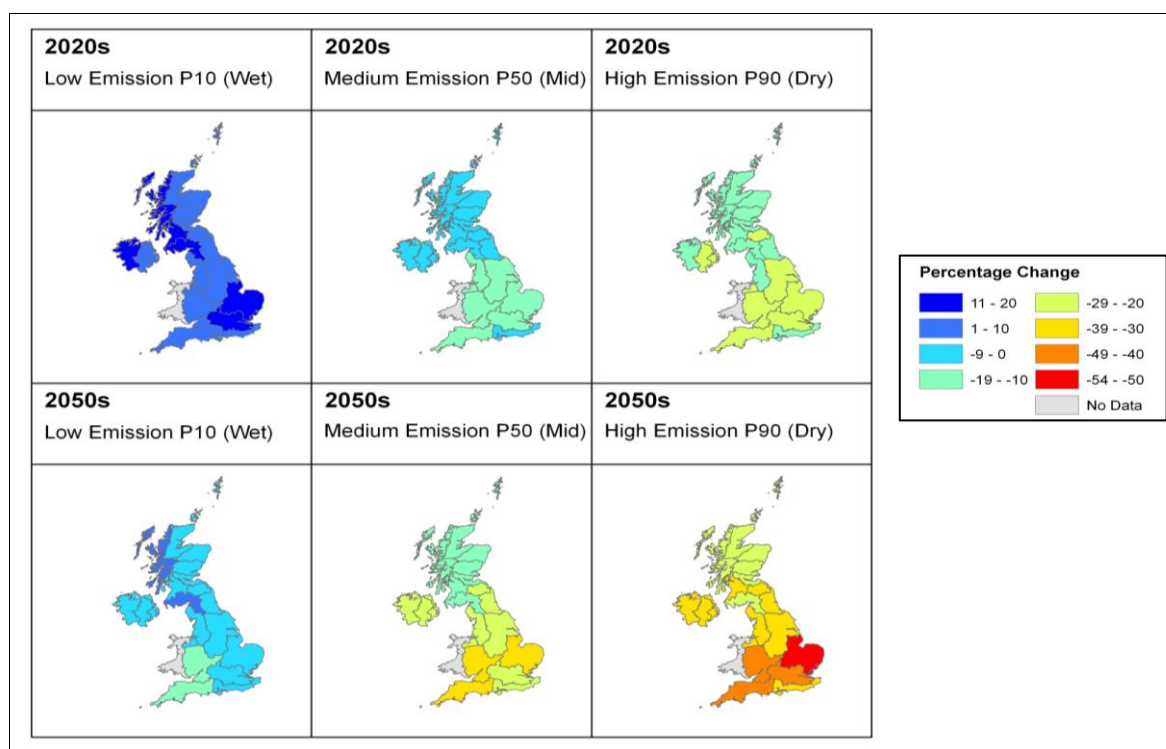 2020s
Low Emission P10 (Wet)
2020s
Medium Emission P50 (Mid)
2020s
High Emission P90 (Dry)
2050s
Low Emission P10 (Wet)
2050s
Medium Emission P50 (Mid)
2050s
High Emission P90 (Dry)
Percentage Change
11 - 20
1 - 10
-9 - 0
-19 - -10
-29 - -20
-39 - -30
-49 - -40
-54 - -50
No Data